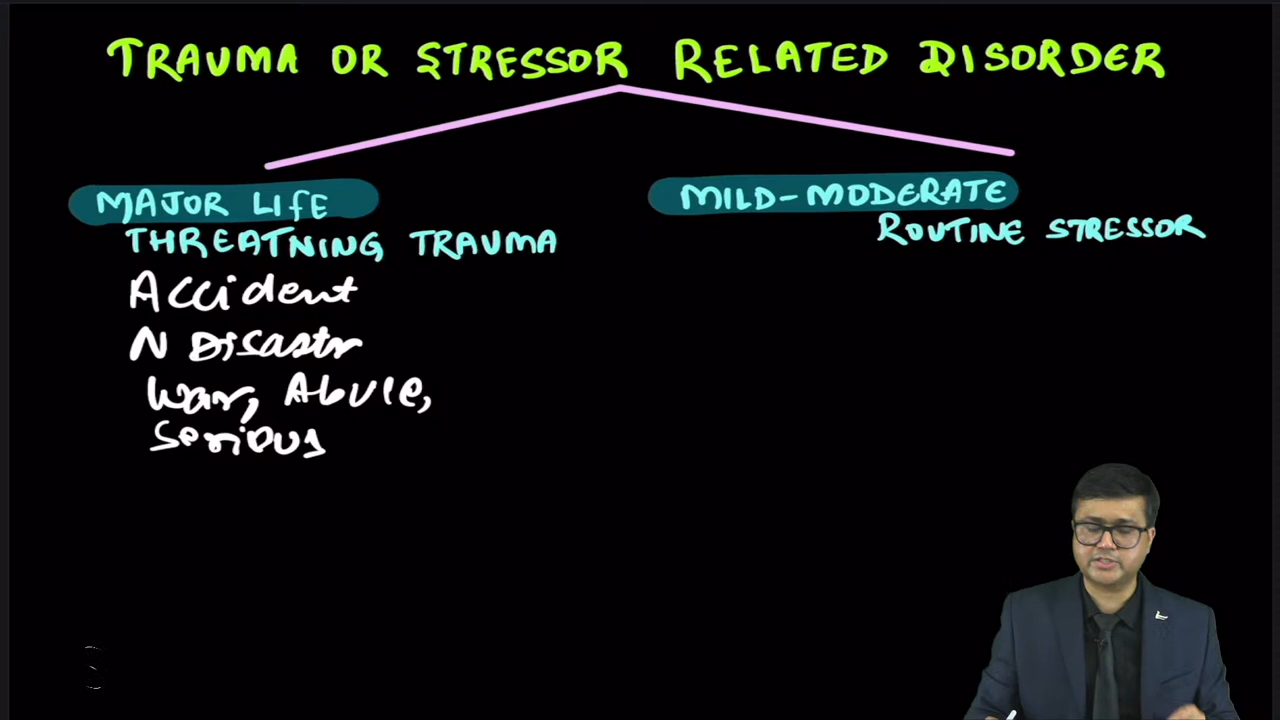 TRAUMA OR STRESSOR RELATED DISORDER
MAJOR LIFE
THREATNING TRAUMA
Accident
N Disastr
War, Abuse,
Serious
MILD-MODERATE
ROUTINE STRESSOR